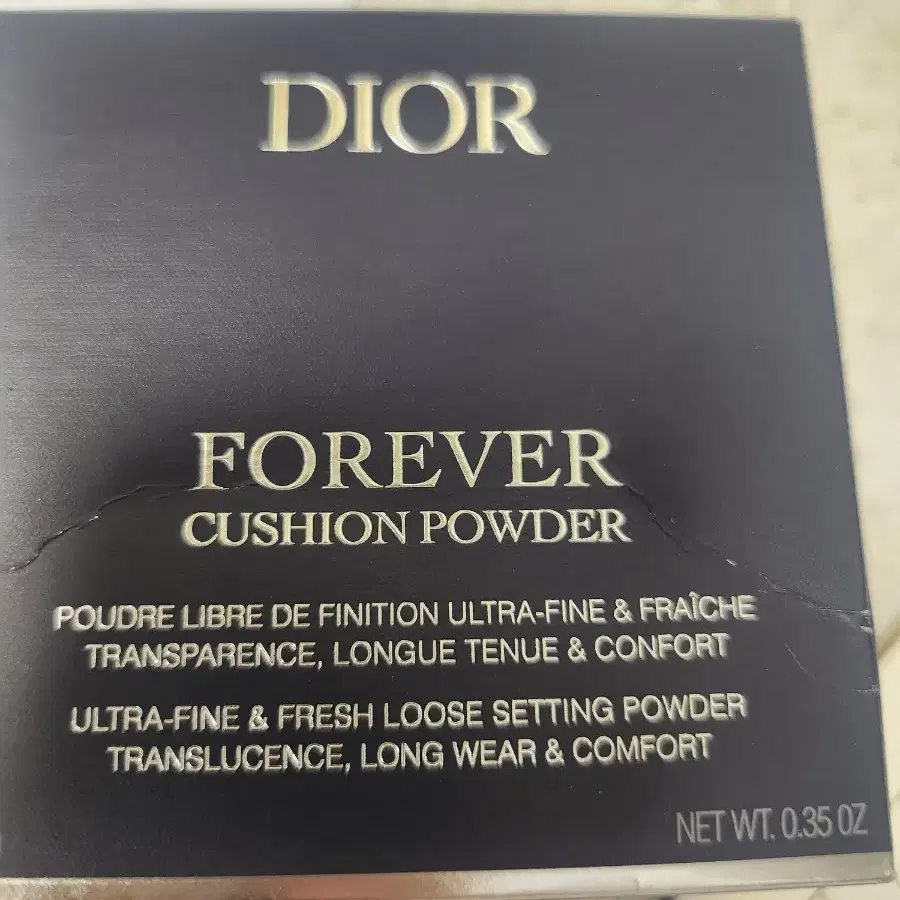 DIOR
FOREVER
CUSHION POWDER
POUDRE LIBRE DE FINITION ULTRA-FINE & FRAÎCHE
TRANSPARENCE, LONGUE TENUE & CONFORT
ULTRA-FINE & FRESH LOOSE SETTING POWDER
TRANSLUCENCE, LONG WEAR & COMFORT
NET WT. 0.35 OZ